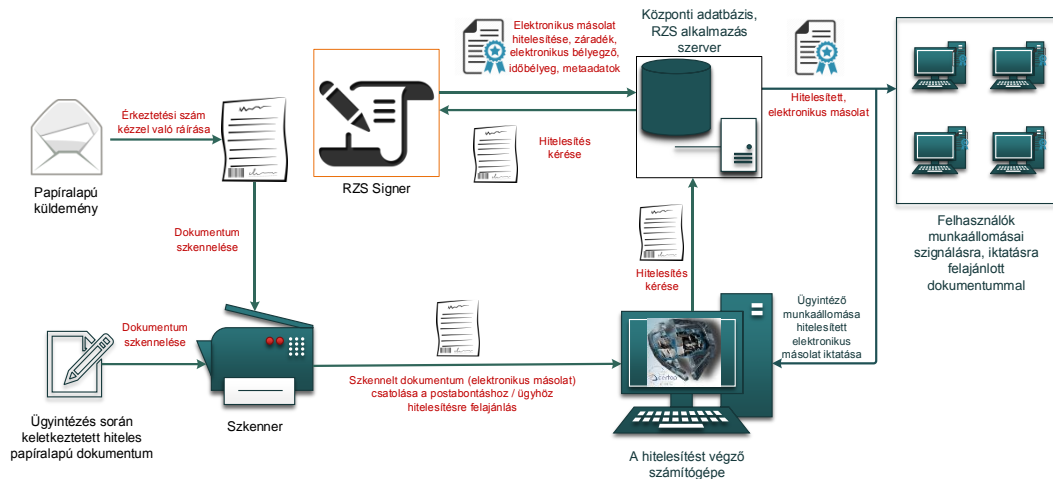 Elektronikus másolat
hitelesítése, záradék,
elektronikus bélyegző,
időbélyeg, metaadatok
Központi adatbázis,
RZS alkalmazás
szerver
Érkeztetési szám
kézzel való ráírása
Hitelesített,
elektronikus másolat
Hitelesítés
kérése
RZS Signer
Papíralapú
küldemény
Dokumentum
szkennelése
Felhasználók
munkaállomásai
szignálásra, iktatásra
felajánlott
dokumentummal
Hitelesítés
kérése
Ügyintéző
munkaállomása
hitelesített
elektronikus
másolat iktatása
Dokumentum
szkennelése
Szkennelt dokumentum (elektronikus másolat)
csatolása a postabontáshoz / ügyhöz
hitelesítésre felajánlás
Ügyintézés során
keletkeztetett hiteles
papíralapú dokumentum
Szkenner
A hitelesítést végző
számítógépe